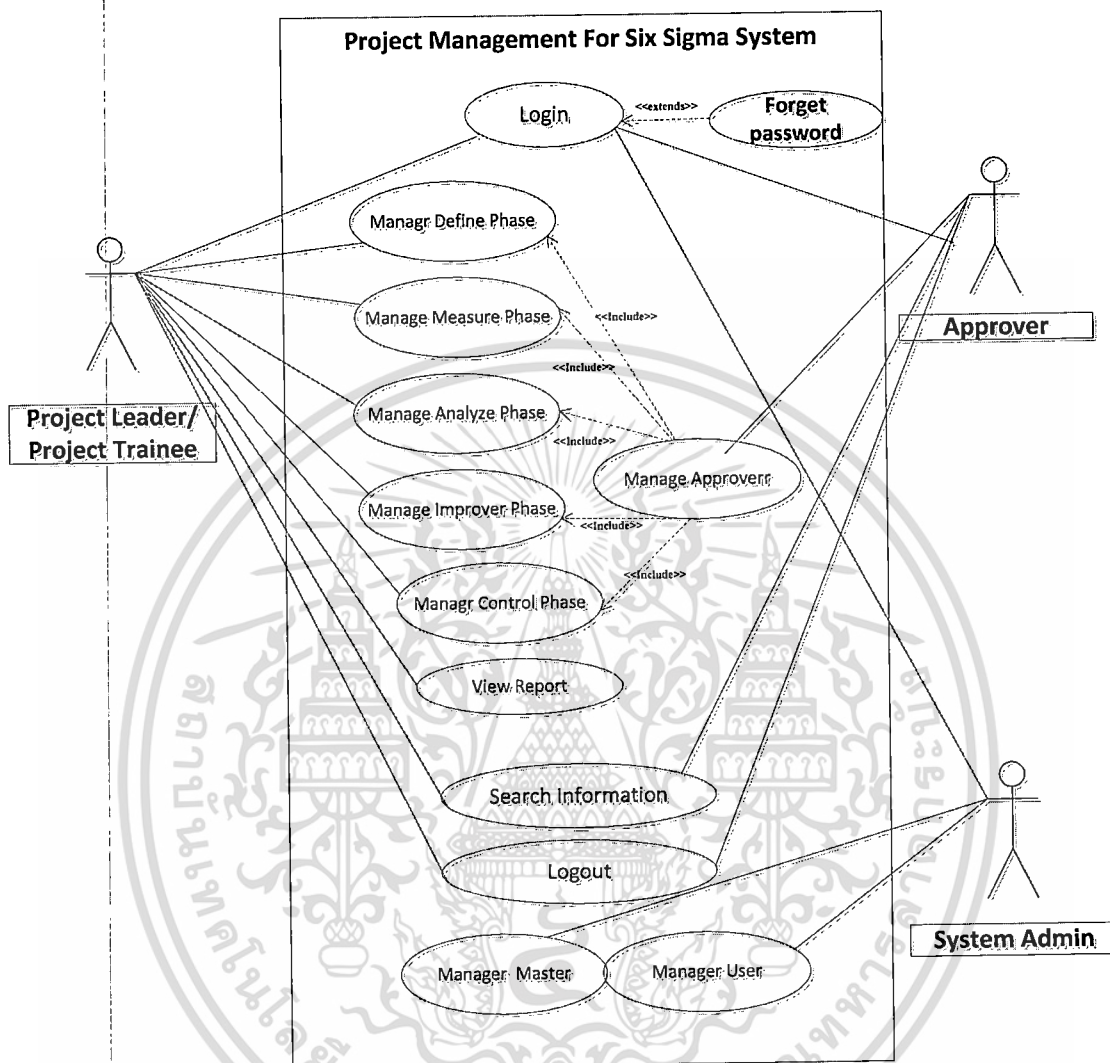 Project Management For Six Sigma System
Login
<<extends>>
Forget
password
Managr Define Phase
Manage Measure Phase
<<Include>>
Approver
<<Include>>
Manage Analyze Phase
<<Include>>
Project Leader/
Project Trainee
Manage Approverr
Manage Improver Phase
<<Include>>
<<Include>>
Managr Control Phase
View Report
Search Information
Logout
System Admin
Manager Master
Manager User